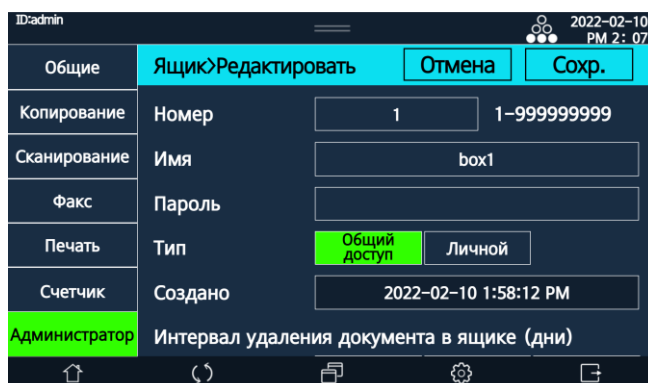 ID:admin
2022-02-10
PM 2: 07
Общие
Ящик>Редактировать
Отмена
Сохр.
Копирование
Номер
1
1-999999999
Сканирование
Имя
box1
Факс
Пароль
Печать
Тип
Общий
доступ
Личной
Счетчик
Создано
2022-02-10 1:58:12 PM
Администратор
Интервал удаления документа в ящике (дни)